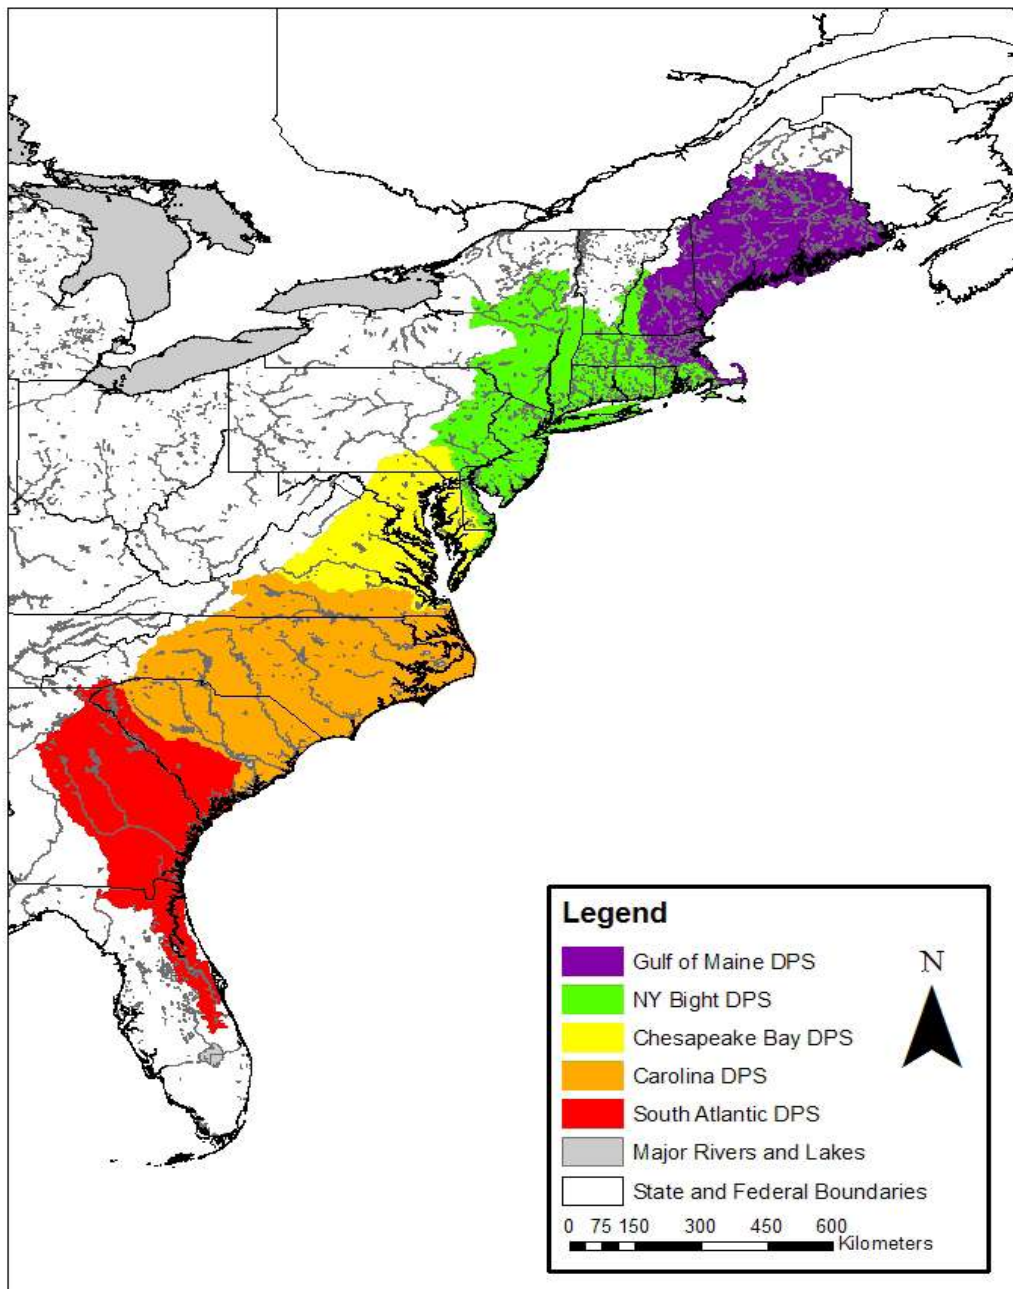 Legend
Gulf of Maine DPS
N
NY Bight DPS
Chesapeake Bay DPS
Carolina DPS
South Atlantic DPS
Major Rivers and Lakes
State and Federal Boundaries
0 75 150 300 450 600
Kilometers